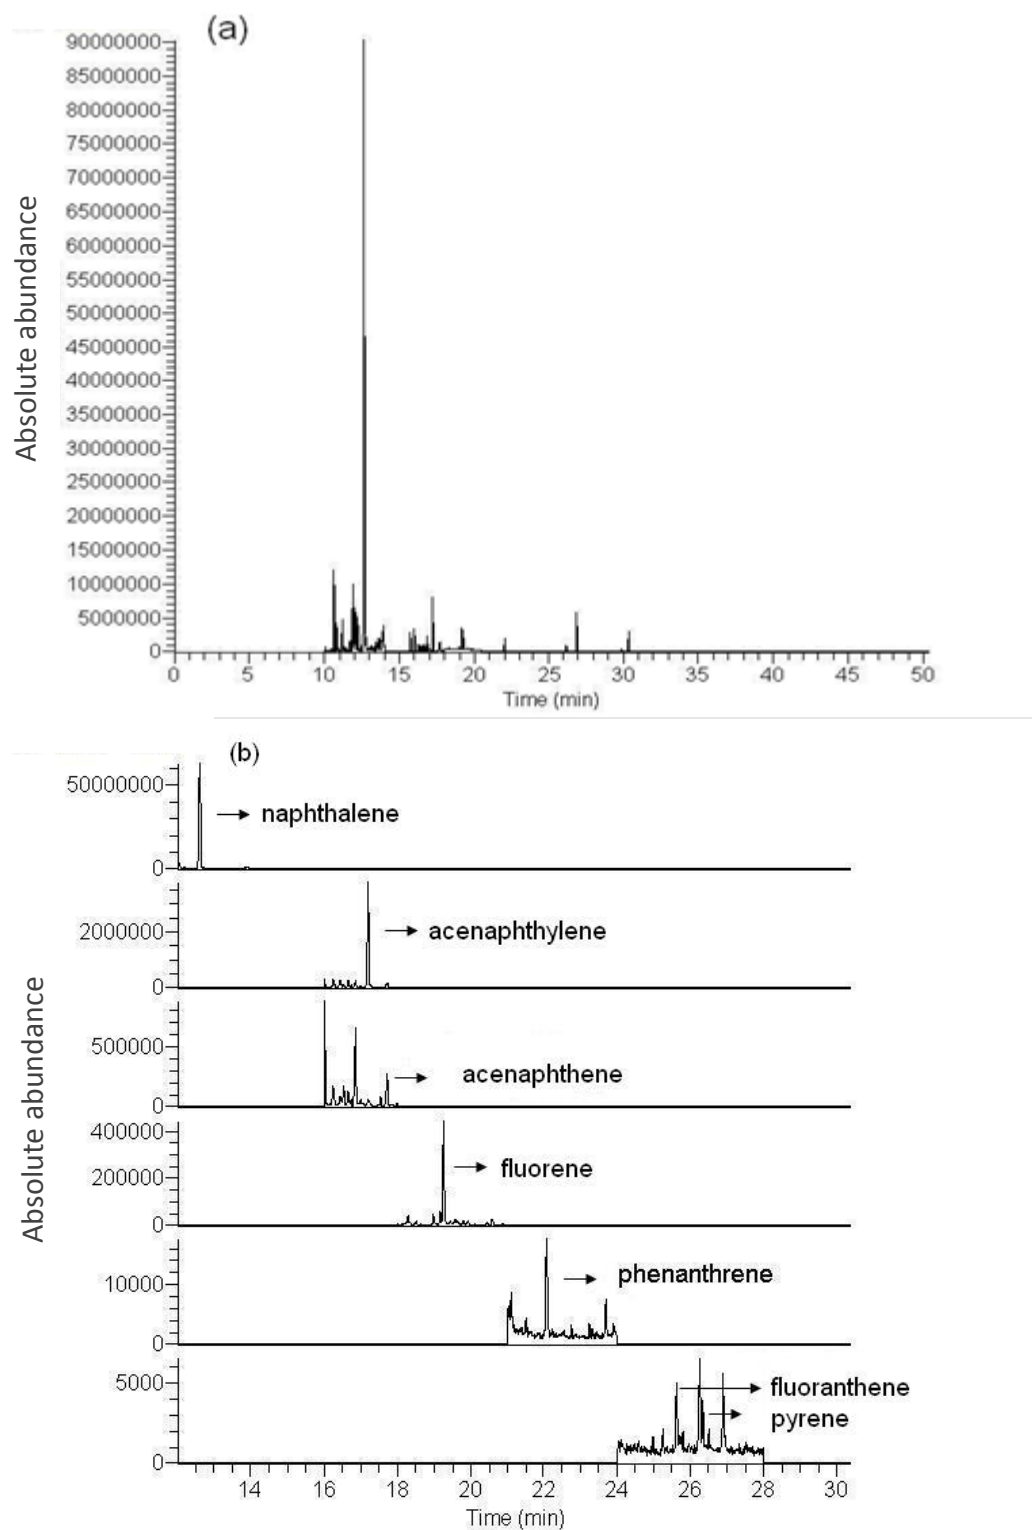 (a)
90000000
85000000
80000000
75000000
70000000
65000000
60000000
55000000
50000000
45000000
40000000
35000000
30000000
25000000
20000000
15000000
10000000
5000000
0
Absolute abundance
0 5 10 15 20 25 30 35 40 45 50
Time (min)
(b)
50000000
0
naphthalene
2000000
0
acenaphthylene
500000
0
acenaphthene
400000
200000
0
fluorene
10000
0
phenanthrene
5000
0
fluoranthene
pyrene
Absolute abundance
14 16 18 20 22 24 26 28 30
Time (min)